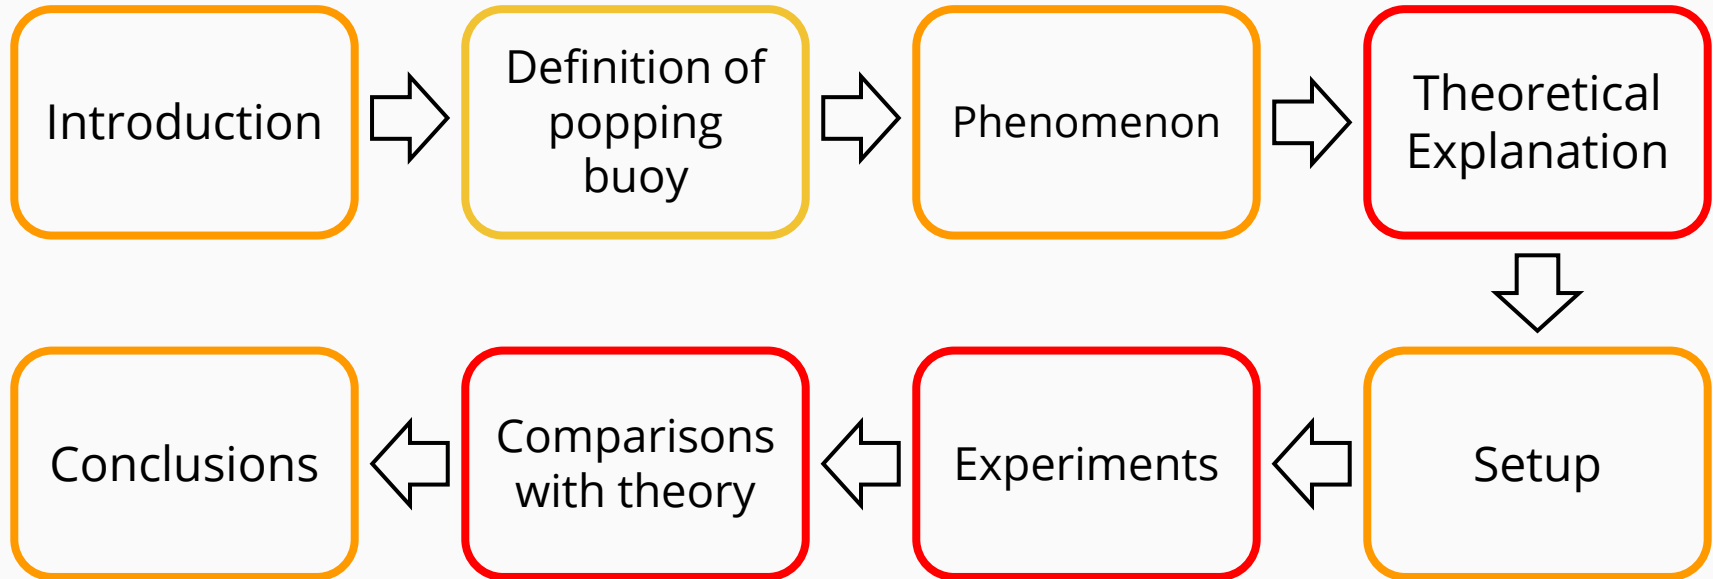 Introduction
Definition of
popping
buoy
Phenomenon
Theoretical
Explanation
Setup
Experiments
Comparisons
with theory
Conclusions